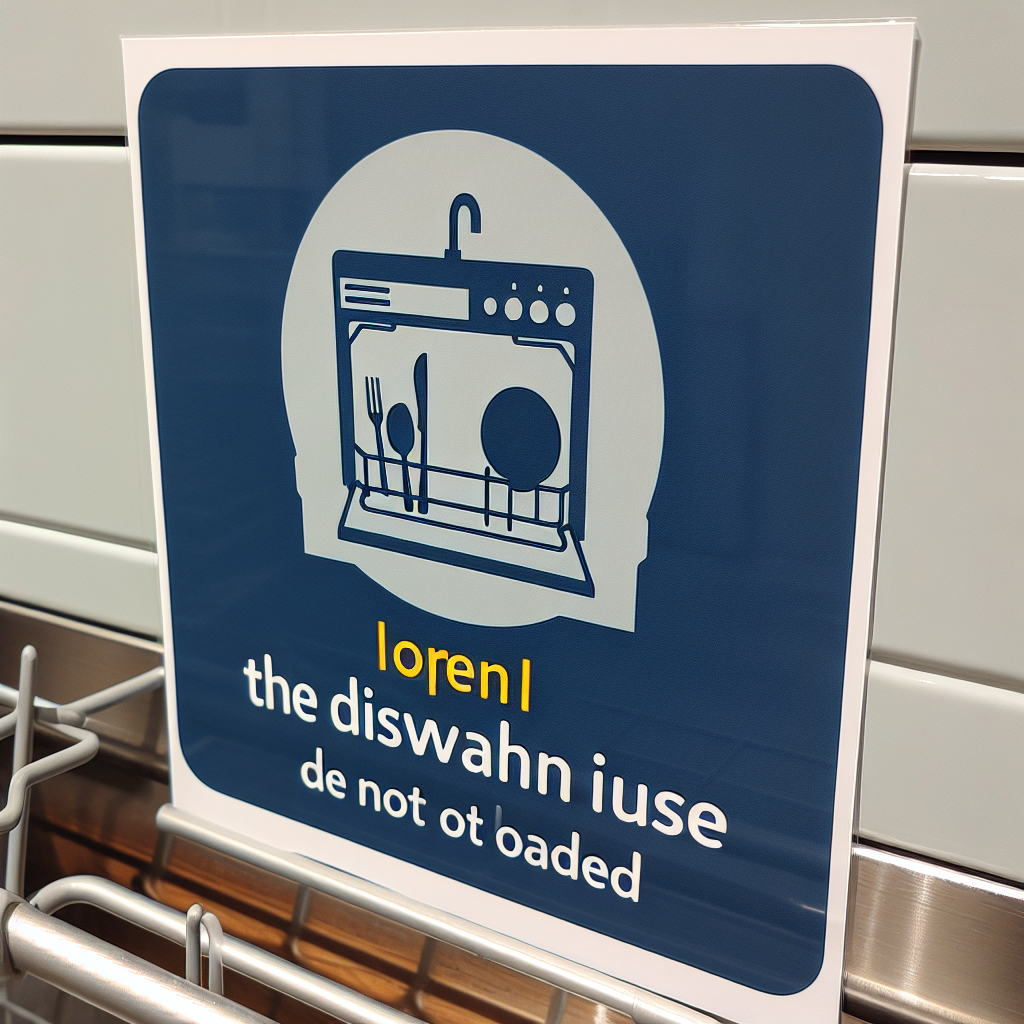 lorenl
the diswahn iuse
de not ot oaded